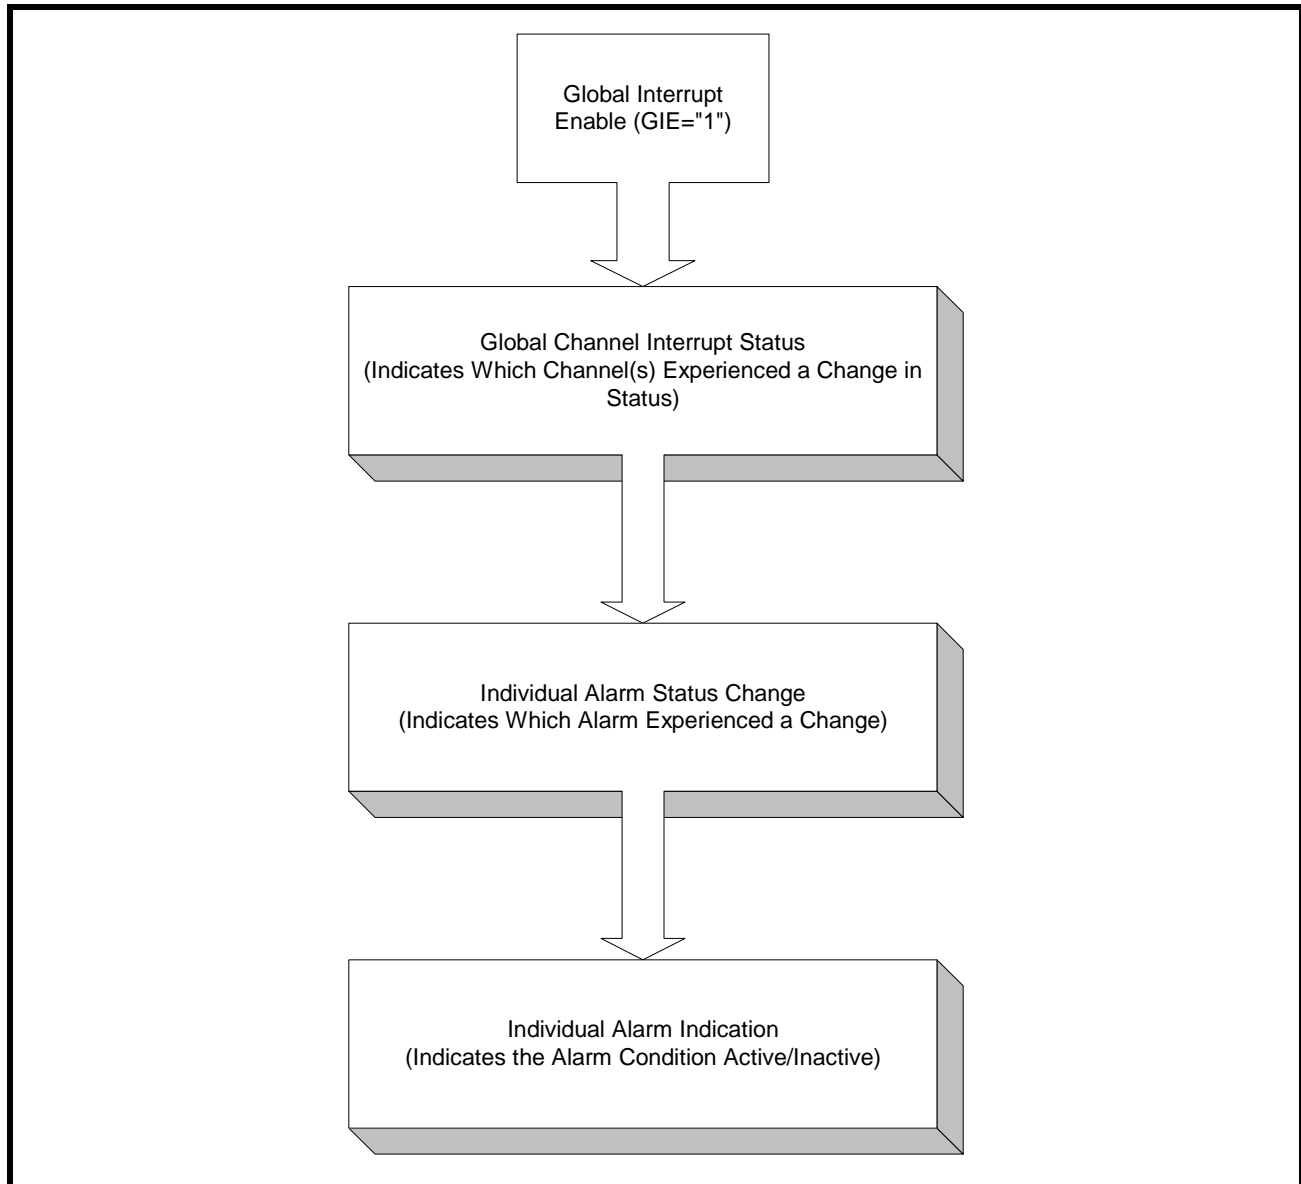 Global Interrupt
Enable (GIE="1")
Global Channel Interrupt Status
(Indicates Which Channel(s) Experienced a Change in
Status)
Individual Alarm Status Change
(Indicates Which Alarm Experienced a Change)
Individual Alarm Indication
(Indicates the Alarm Condition Active/Inactive)